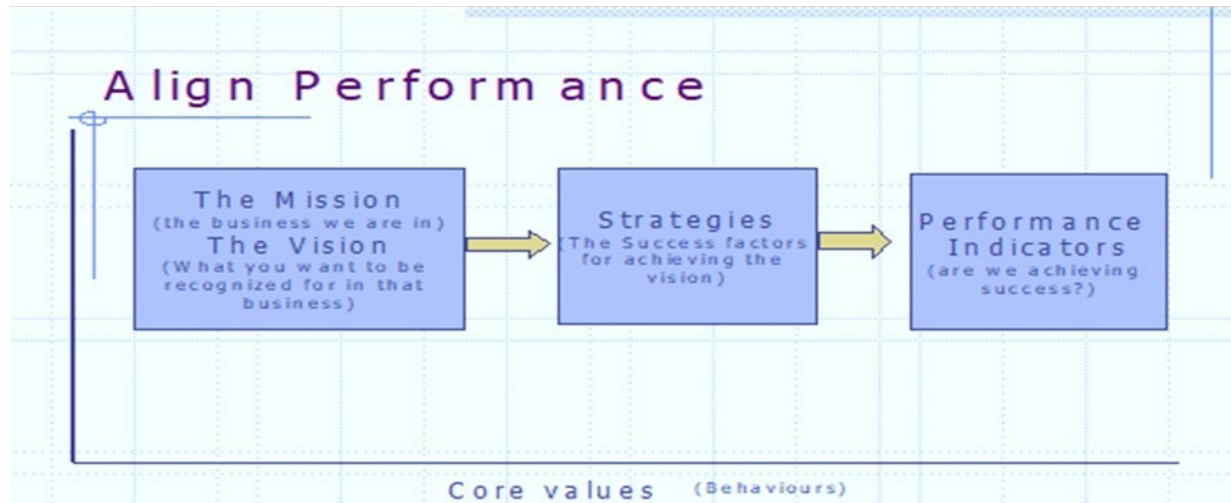 Align Performance
The Mission
(the business we are in)
The Vision
(What you want to be
recognized for in that
business)
Strategies
(The Success factors
for achieving the
vision)
Performance
Indicators
(are we achieving
success?)
Core values (Behaviours)